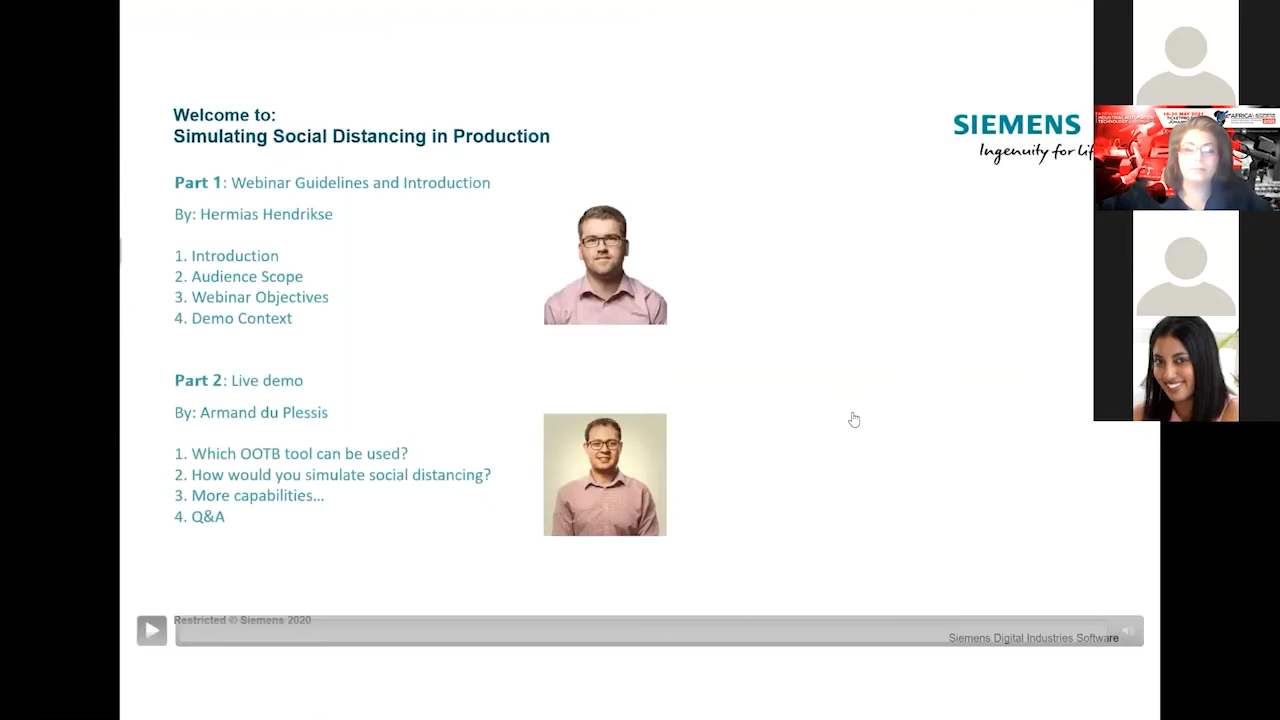 Welcome to:
Simulating Social Distancing in Production
SIEMENS
Ingenuity for lif
Part 1: Webinar Guidelines and Introduction
By: Hermias Hendrikse
1. Introduction
2. Audience Scope
3. Webinar Objectives
4. Demo Context
Part 2: Live demo
By: Armand du Plessis
1. Which OOTB tool can be used?
2. How would you simulate social distancing?
3. More capabilities...
4. Q&A
Restricted © Siemens 2020
Siemens Digital Industries Software